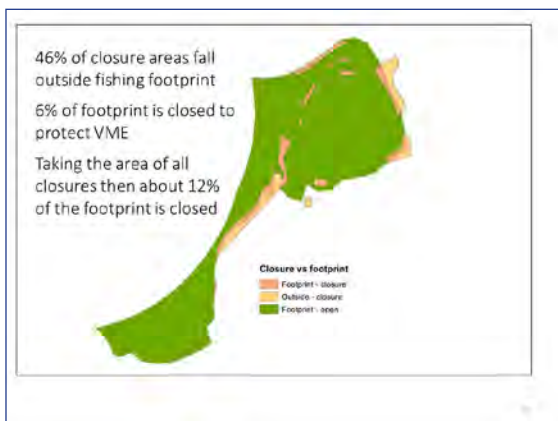 46% of closure areas fall
outside fishing footprint
6% of footprint is closed to
protect VME
Taking the area of all
closures then about 12%
of the footprint is closed
Closure vs footprint
Footprint - closure
Outside - closure
Footprint - open